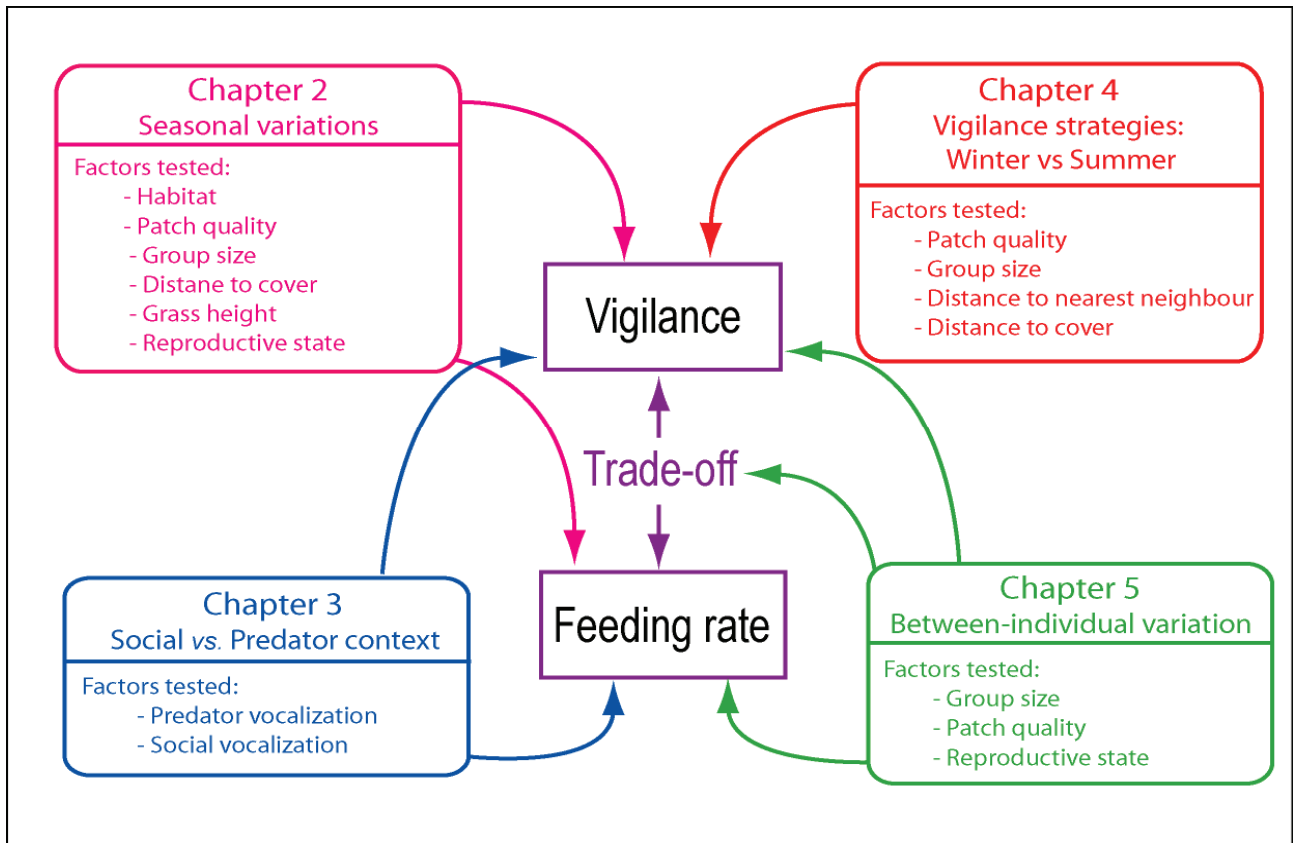 Chapter 2
Seasonal variations
Factors tested:
- Habitat
- Patch quality
- Group size
- Distane to cover
- Grass height
- Reproductive state
Chapter 4
Vigilance strategies:
Winter vs Summer
Factors tested:
- Patch quality
- Group size
- Distance to nearest neighbour
- Distance to cover
Vigilance
Trade-off
Feeding rate
Chapter 3
Social vs. Predator context
Factors tested:
- Predator vocalization
- Social vocalization
Chapter 5
Between-individual variation
Factors tested:
- Group size
- Patch quality
- Reproductive state